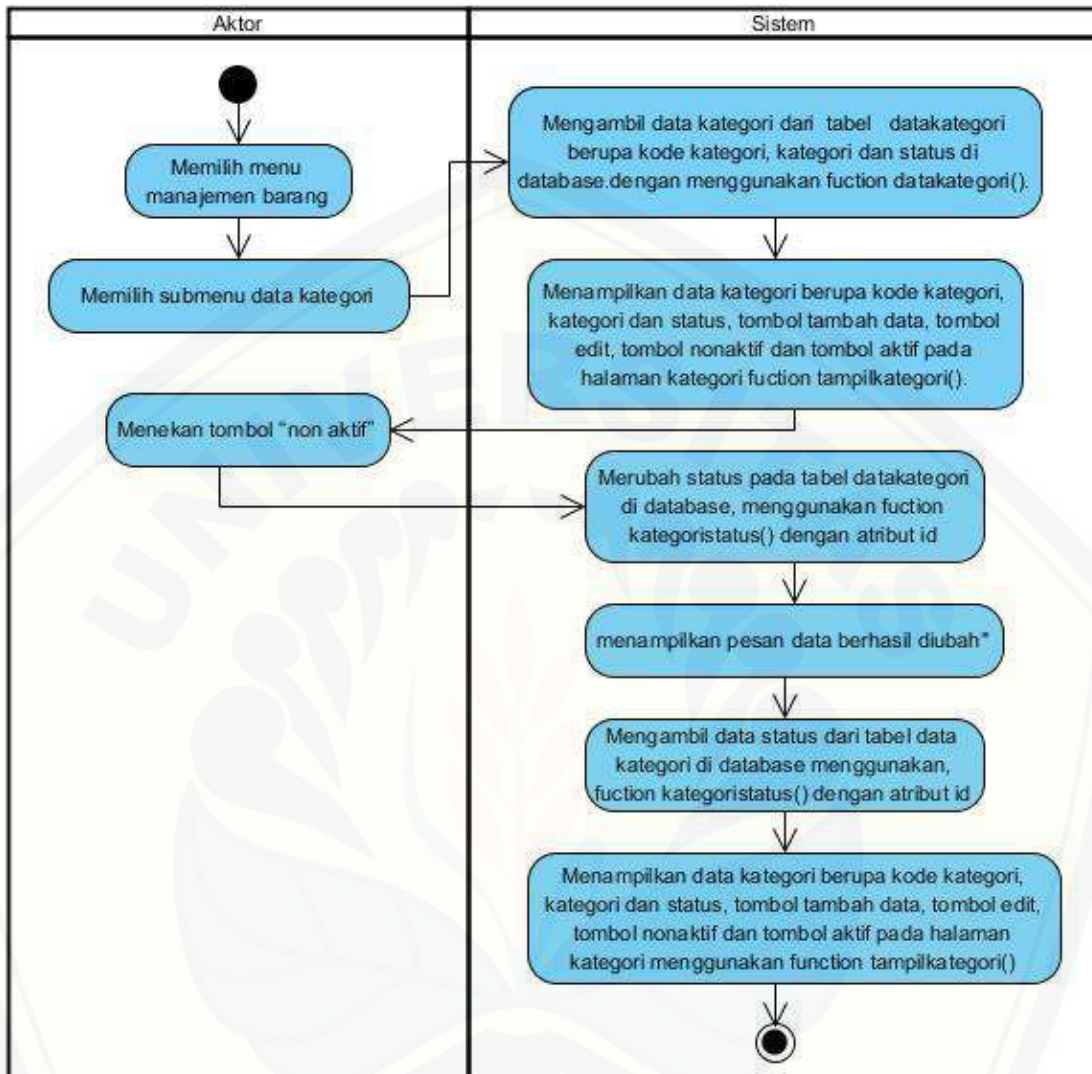 Aktor
Sistem
Memilih menu
manajemen barang
Memilih submenu data kategori
Mengambil data kategori dari tabel datakategori
berupa kode kategori, kategori dan status di
database.dengan menggunakan fuction datakategori().
Menampilkan data kategori berupa kode kategori,
kategori dan status, tombol tambah data, tombol
edit, tombol nonaktif dan tombol aktif pada
halaman kategori fuction tampilkategori().
Menekan tombol "non aktif"
Merubah status pada tabel datakategori
di database, menggunakan fuction
kategoristatus() dengan atribut id
menampilkan pesan data berhasil diubah"
Mengambil data status dari tabel data
kategori di database menggunakan,
fuction kategoristatus() dengan atribut id
Menampilkan data kategori berupa kode kategori,
kategori dan status, tombol tambah data, tombol edit,
tombol nonaktif dan tombol aktif pada halaman
kategori menggunakan function tampilkategori()
UNIVERSITAS